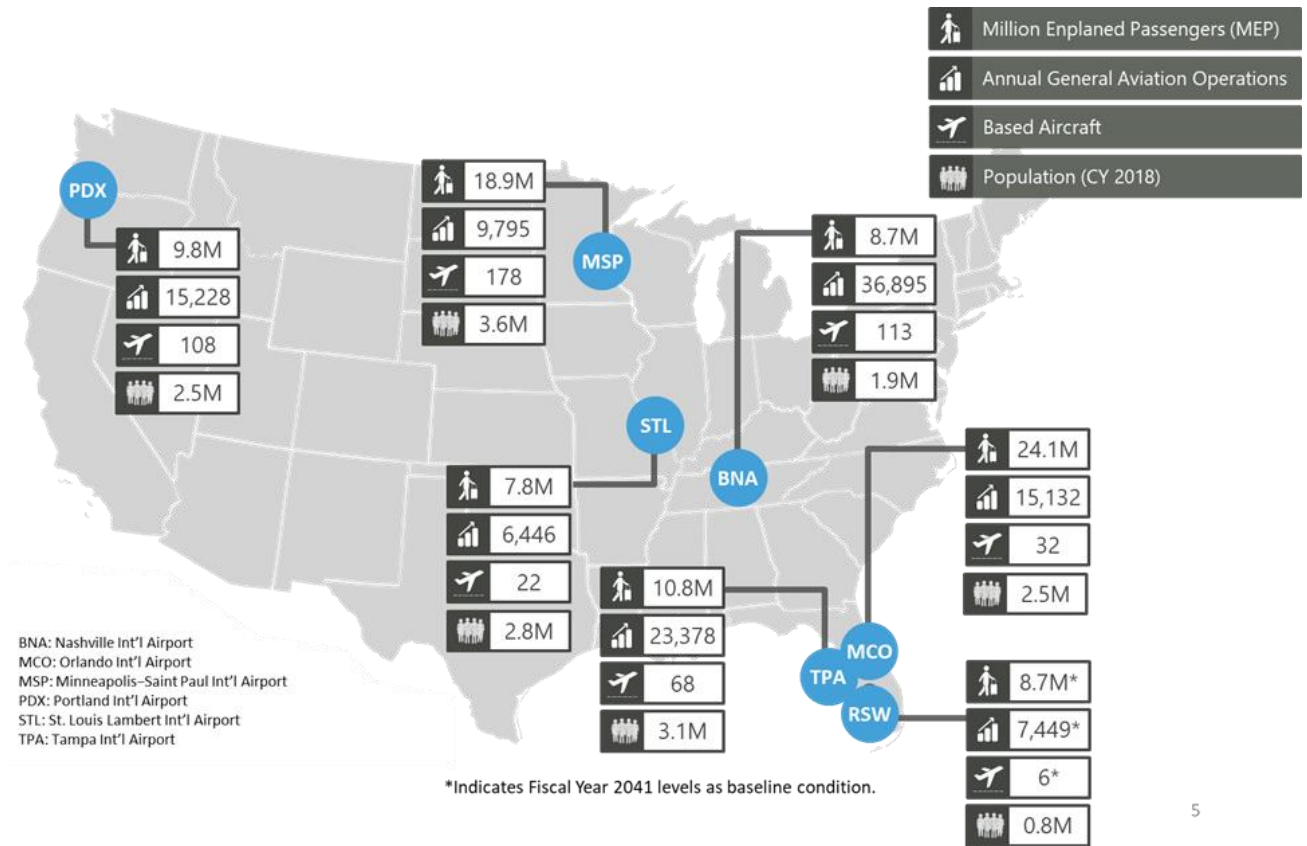 Million Enplaned Passengers (MEP)
Annual General Aviation Operations
Based Aircraft
Population (CY 2018)
PDX
9.8M
15,228
108
2.5M
18.9M
9,795
178
3.6M
MSP
8.7M
36,895
113
1.9M
BNA
STL
7.8M
6,446
22
2.8M
10.8M
23,378
68
3.1M
TPA
MCO
24.1M
15,132
32
2.5M
RSW
8.7M*
7,449*
6*
0.8M
BNA: Nashville Int'l Airport
MCO: Orlando Int'l Airport
MSP: Minneapolis–Saint Paul Int'l Airport
PDX: Portland Int'l Airport
STL: St. Louis Lambert Int'l Airport
TPA: Tampa Int'l Airport
*Indicates Fiscal Year 2041 levels as baseline condition.
5